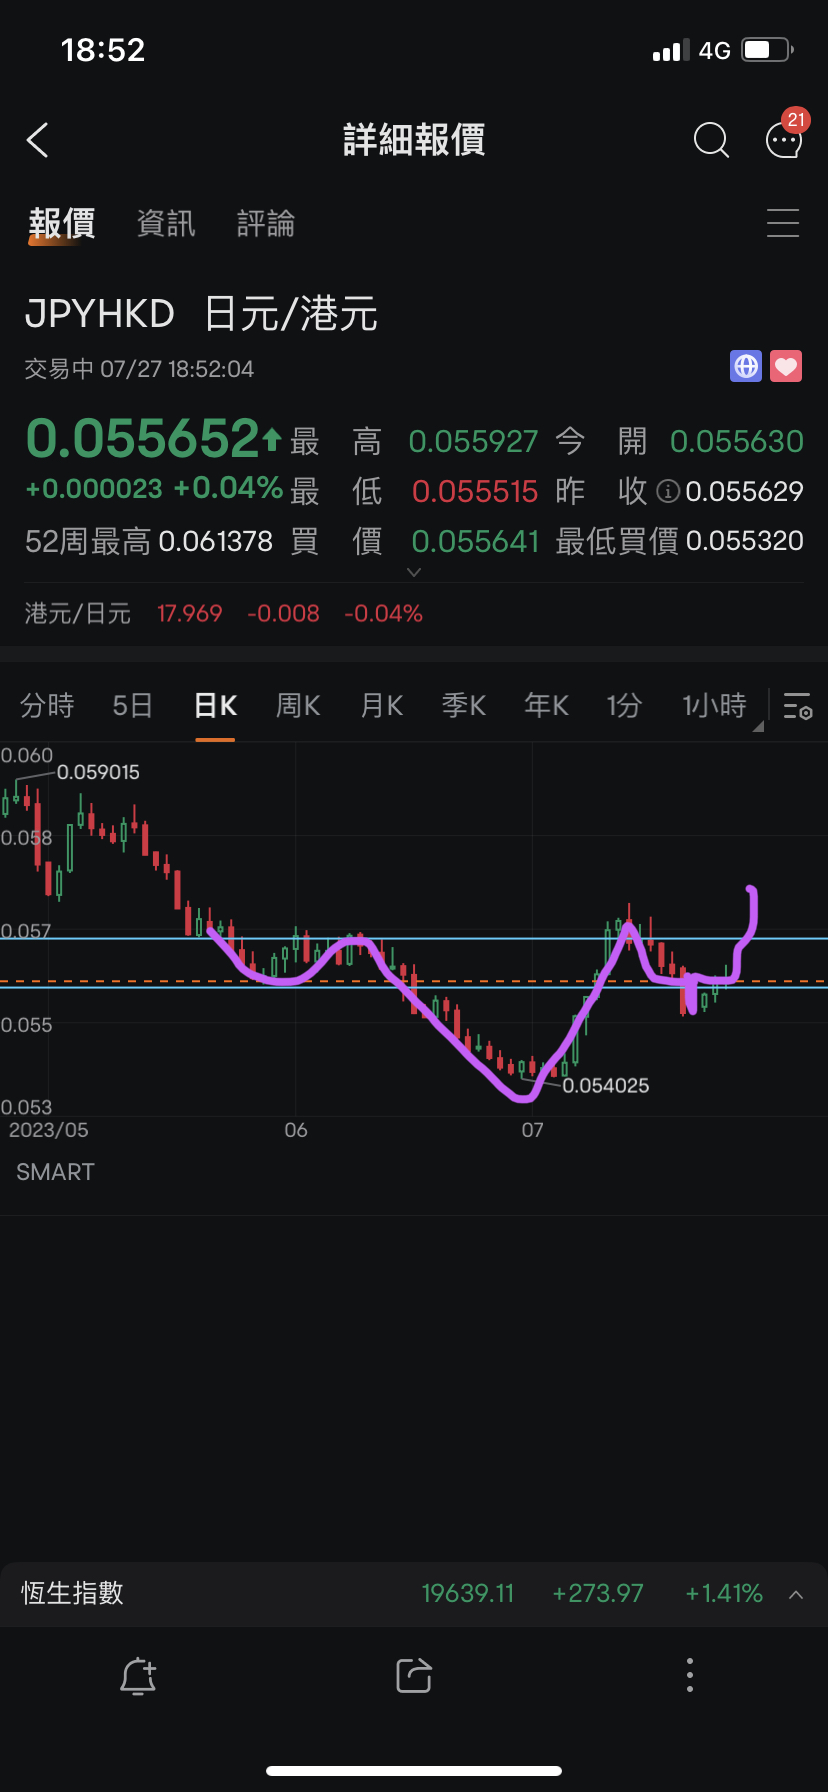 18:52 4G
詳細報價 21
報價 資訊 評論
JPYHKD 日元/港元
交易中 07/27 18:52:04
0.055652 最高 0.055927 今開 0.055630
+0.000023 +0.04% 最低 0.055515 昨收 0.055629
52周最高 0.061378 買價 0.055641 最低買價 0.055320
港元/日元 17.969 -0.008 -0.04%
分時 5日 日K 周K 月K 季K 年K 1分 1小時
0.060
0.059015
0.058
0.057
0.055
0.054025
0.053
2023/05 06 07
SMART
恆生指數 19639.11 +273.97 +1.41%